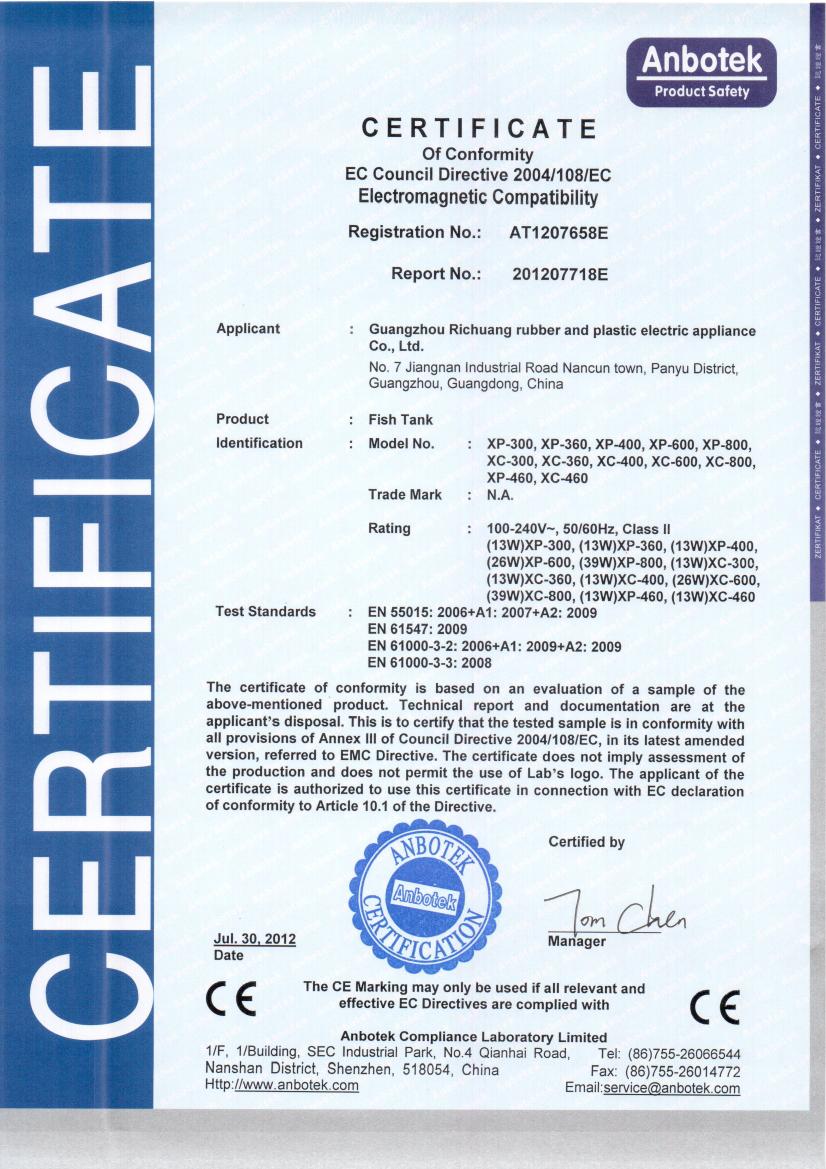 CERTIFICATE
Anbotek
Product Safety
CERTIFICATE
Of Conformity
EC Council Directive 2004/108/EC
Electromagnetic Compatibility
Registration No.: AT1207658E
Report No.: 201207718E
Applicant : Guangzhou Richuang rubber and plastic electric appliance
Co., Ltd.
No. 7 Jiangnan Industrial Road Nancun town, Panyu District,
Guangzhou, Guangdong, China
Product : Fish Tank
Identification : Model No. : XP-300, XP-360, XP-400, XP-600, XP-800,
XC-300, XC-360, XC-400, XC-600, XC-800,
XP-460, XC-460
Trade Mark : N.A.
Rating : 100-240V~, 50/60Hz, Class II
(13W)XP-300, (13W)XP-360, (13W)XP-400,
(26W)XP-600, (39W)XP-800, (13W)XC-300,
(13W)XC-360, (13W)XC-400, (26W)XC-600,
(39W)XC-800, (13W)XP-460, (13W)XC-460
Test Standards : EN 55015: 2006+A1: 2007+A2: 2009
EN 61547: 2009
EN 61000-3-2: 2006+A1: 2009+A2: 2009
EN 61000-3-3: 2008
The certificate of conformity is based on an evaluation of a sample of the
above-mentioned product. Technical report and documentation are at the
applicant's disposal. This is to certify that the tested sample is in conformity with
all provisions of Annex III of Council Directive 2004/108/EC, in its latest amended
version, referred to EMC Directive. The certificate does not imply assessment of
the production and does not permit the use of Lab's logo. The applicant of the
certificate is authorized to use this certificate in connection with EC declaration
of conformity to Article 10.1 of the Directive.
ANBOTEK
Anbotek
CERTIFICATION
Certified by
Tom Chen
Manager
Jul. 30, 2012
Date
CE
The CE Marking may only be used if all relevant and
effective EC Directives are complied with
CE
Anbotek Compliance Laboratory Limited
1/F, 1/Building, SEC Industrial Park, No.4 Qianhai Road, Tel: (86)755-26066544
Nanshan District, Shenzhen, 518054, China Fax: (86)755-26014772
Http://www.anbotek.com Email:service@anbotek.com
ZERTIFIKAT ◆ CERTIFICATE ◆ ZERTIFIKAT ◆ CERTIFICATE ◆ ZERTIFIKAT ◆ CERTIFICATE ◆